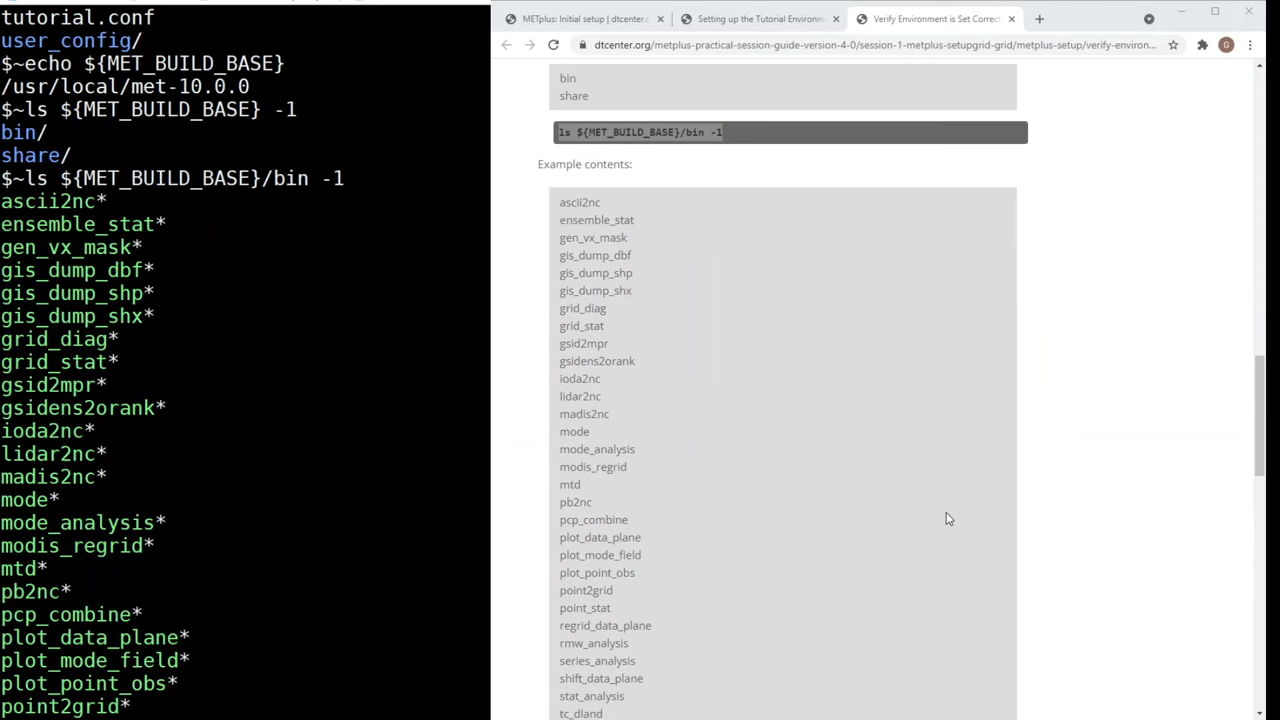 tutorial.conf
user_config/
$~echo ${MET_BUILD_BASE}
/usr/local/met-10.0.0
$~ls ${MET_BUILD_BASE} -1
bin/
share/
$~ls ${MET_BUILD_BASE}/bin -1
ascii2nc*
ensemble_stat*
gen_vx_mask*
gis_dump_dbf*
gis_dump_shp*
gis_dump_shx*
grid_diag*
grid_stat*
gsid2mpr*
gsidens2orank*
ioda2nc*
lidar2nc*
madis2nc*
mode*
mode_analysis*
modis_regrid*
mtd*
pb2nc*
pcp_combine*
plot_data_plane*
plot_mode_field*
plot_point_obs*
point2grid*
METplus: Initial setup | dtcenter.c
Setting up the Tutorial Environm
Verify Environment is Set Correct
dtcenter.org/metplus-practical-session-guide-version-4-0/session-1-metplus-setupgrid-grid/metplus-setup/verify-environ...
G
bin
share
ls ${MET_BUILD_BASE}/bin -1
Example contents:
ascii2nc
ensemble_stat
gen_vx_mask
gis_dump_dbf
gis_dump_shp
gis_dump_shx
grid_diag
grid_stat
gsid2mpr
gsidens2orank
ioda2nc
lidar2nc
madis2nc
mode
mode_analysis
modis_regrid
mtd
pb2nc
pcp_combine
plot_data_plane
plot_mode_field
plot_point_obs
point2grid
point_stat
regrid_data_plane
rmw_analysis
series_analysis
shift_data_plane
stat_analysis
tc_dland